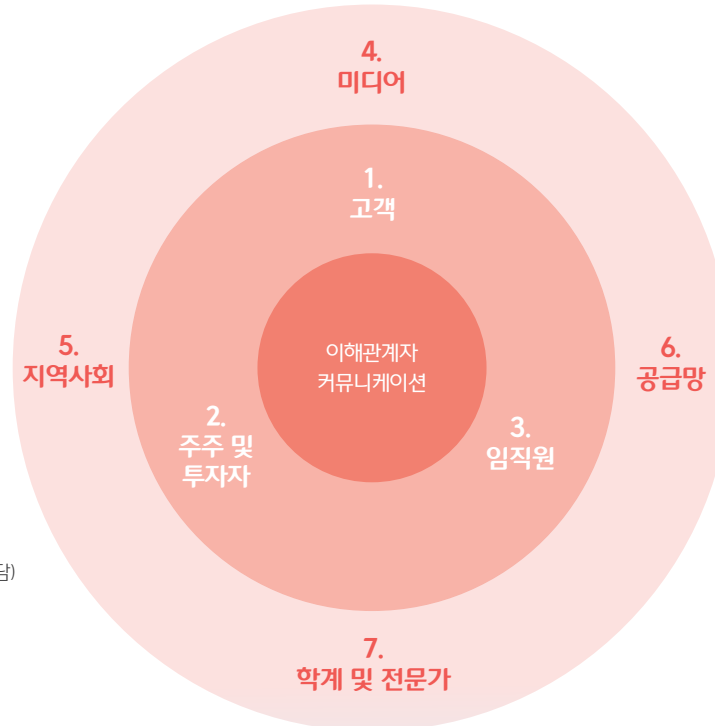 4.
미디어
1.
고객
이해관계자
커뮤니케이션
5.
지역사회
6.
공급망
2.
주주 및
투자자
3.
임직원
담)
7.
학계 및 전문가